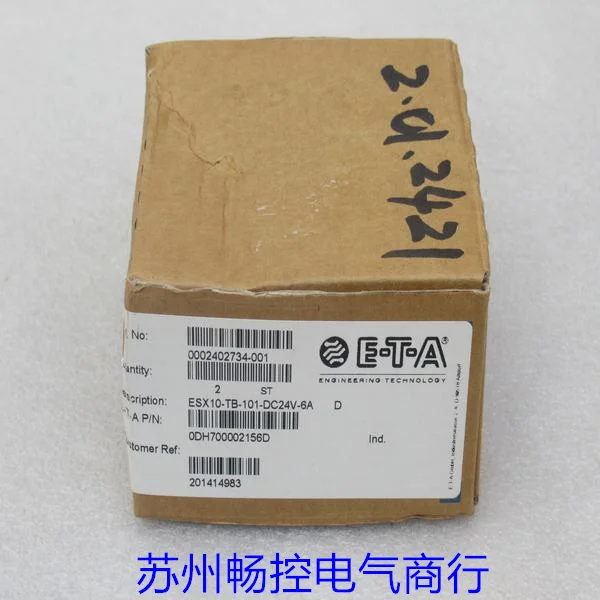 2.01.2421
No:
0002402734-001
antity:
2 ST
scription: ESX10-TB-101-DC24V-6A D
T-A P/N:
0DH700002156D Ind.
ustomer Ref:
201414983
E-T-A®
ENGINEERING TECHNOLOGY
苏州畅控电气商行